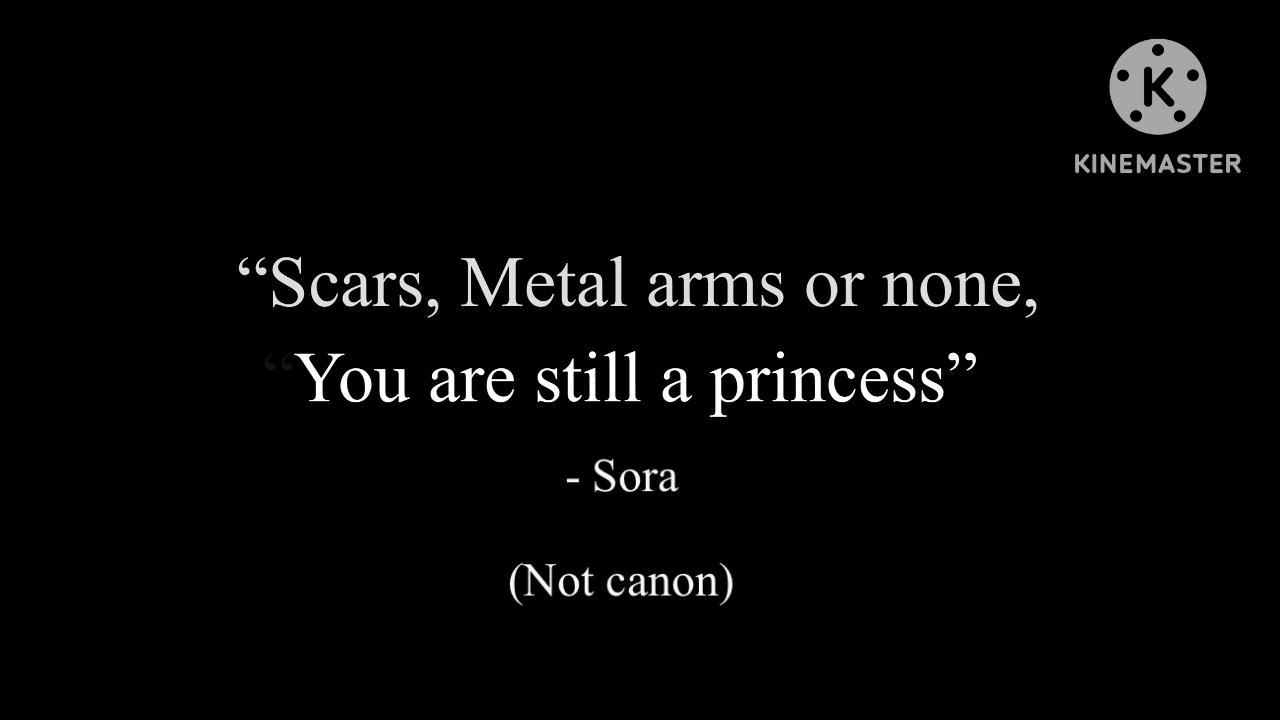 K
KINEMASTER
“Scars, Metal arms or none,
“You are still a princess”
- Sora
(Not canon)